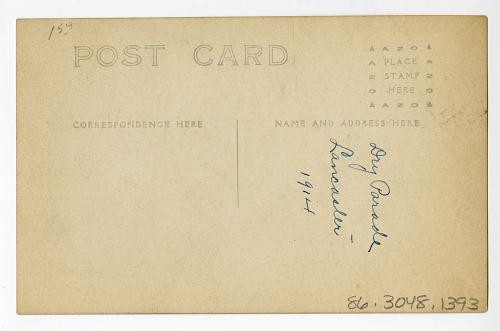 15¢
POST CARD
AZO
PLACE
STAMP
HERE
AZO
CORRESPONDENCE HERE
NAME AND ADDRESS HERE
Dry Parade
Lancaster-
1914
86.3048.1393